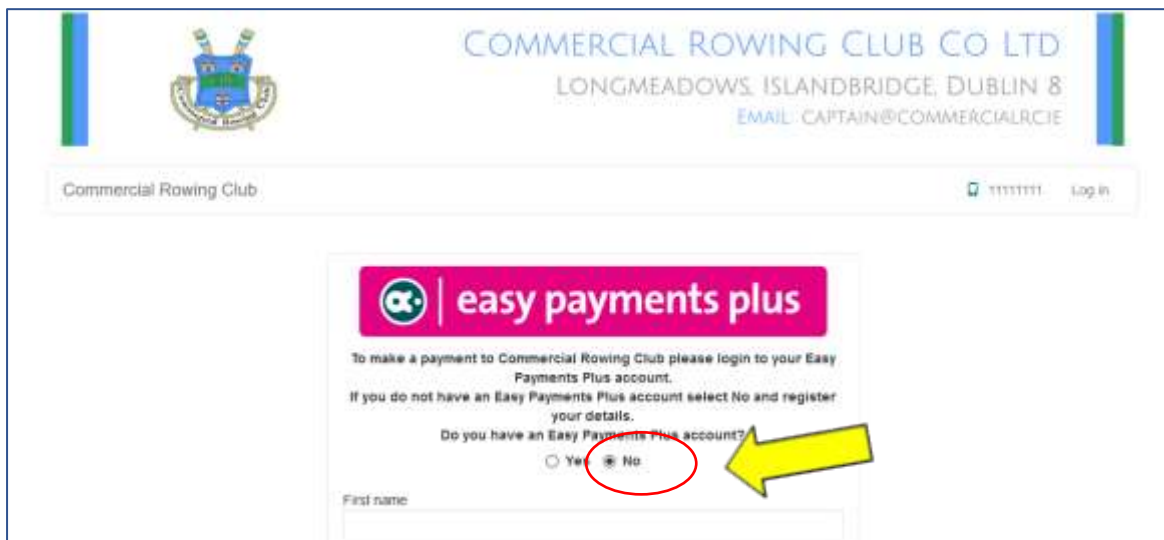 COMMERCIAL ROWING CLUB CO LTD
LONGMEADOWS, ISLANDBRIDGE, DUBLIN 8
EMAIL: CAPTAIN@COMMERCIALRC.IE
Commercial Rowing Club
Commercial Rowing Club
11111111
Log in
easy payments plus
To make a payment to Commercial Rowing Club please login to your Easy
Payments Plus account.
If you do not have an Easy Payments Plus account select No and register
your details.
Do you have an Easy Payments Plus account?
Yes
No
First name